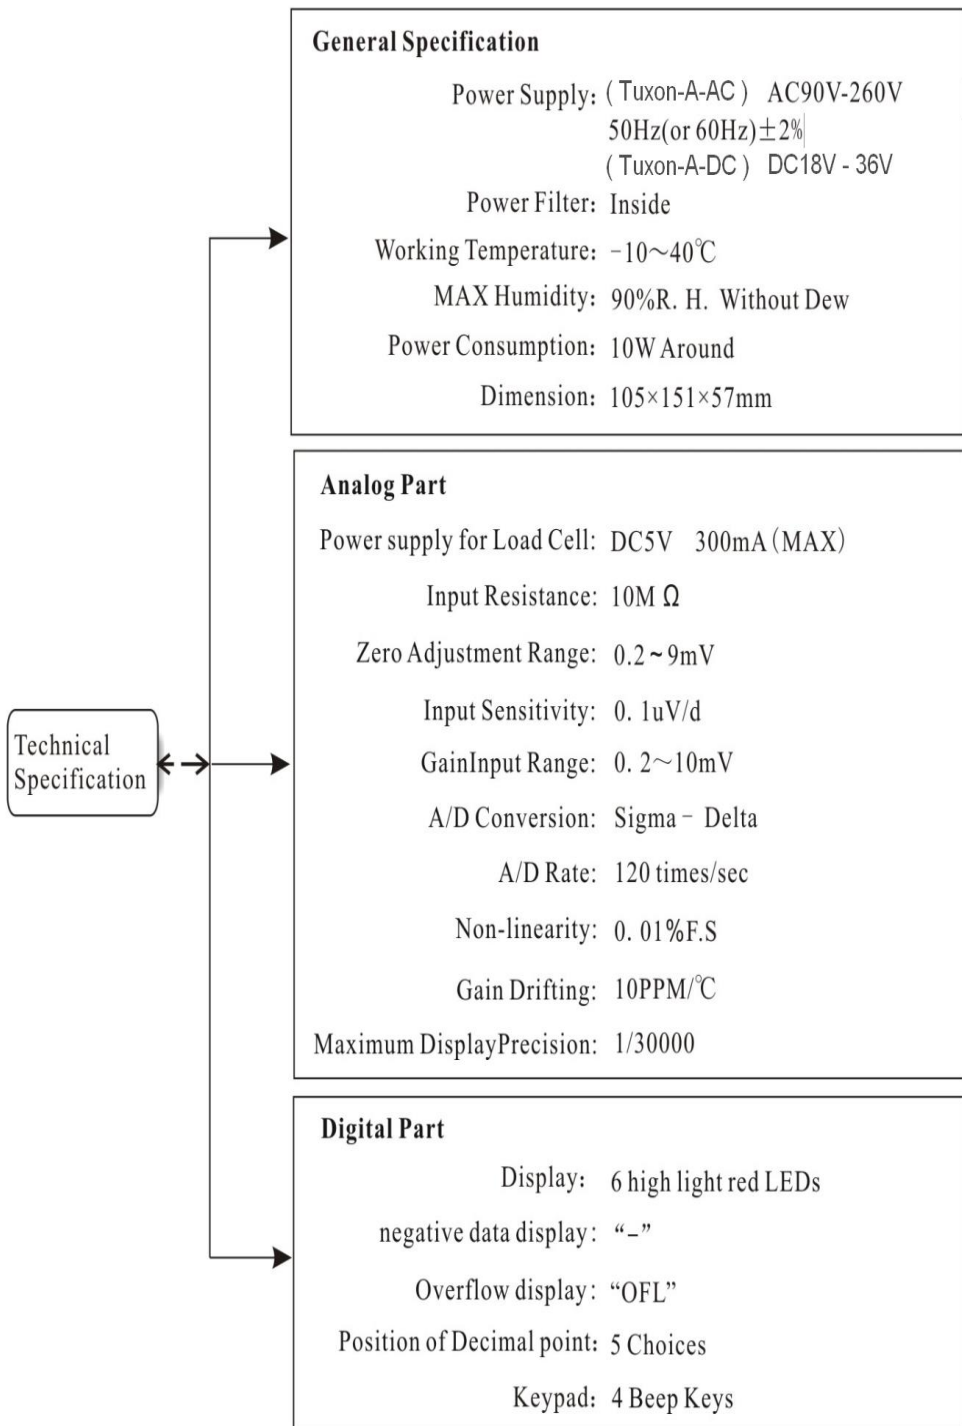 General Specification
Power Supply: (Tuxon-A-AC) AC90V-260V
50Hz(or 60Hz)±2%
(Tuxon-A-DC) DC18V - 36V
Power Filter: Inside
Working Temperature: -10～40℃
MAX Humidity: 90%R. H. Without Dew
Power Consumption: 10W Around
Dimension: 105×151×57mm
Analog Part
Power supply for Load Cell: DC5V 300mA(MAX)
Input Resistance: 10M Ω
Zero Adjustment Range: 0.2～9mV
Input Sensitivity: 0. 1uV/d
GainInput Range: 0. 2～10mV
A/D Conversion: Sigma - Delta
A/D Rate: 120 times/sec
Non-linearity: 0. 01%F.S
Gain Drifting: 10PPM/℃
Maximum DisplayPrecision: 1/30000
Technical
Specification
Digital Part
Display: 6 high light red LEDs
negative data display: “-”
Overflow display: “OFL”
Position of Decimal point: 5 Choices
Keypad: 4 Beep Keys